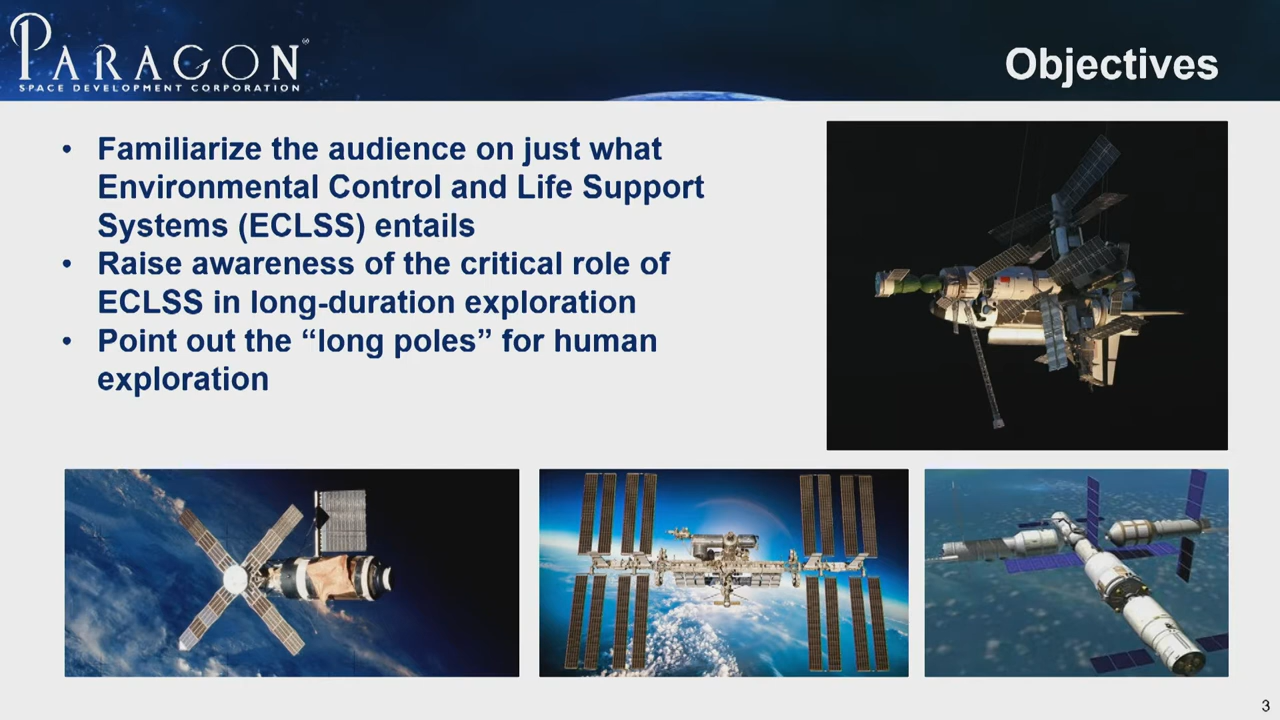 PARAGON
SPACE DEVELOPMENT CORPORATION
Objectives
• Familiarize the audience on just what
Environmental Control and Life Support
Systems (ECLSS) entails
• Raise awareness of the critical role of
ECLSS in long-duration exploration
• Point out the “long poles” for human
exploration
3